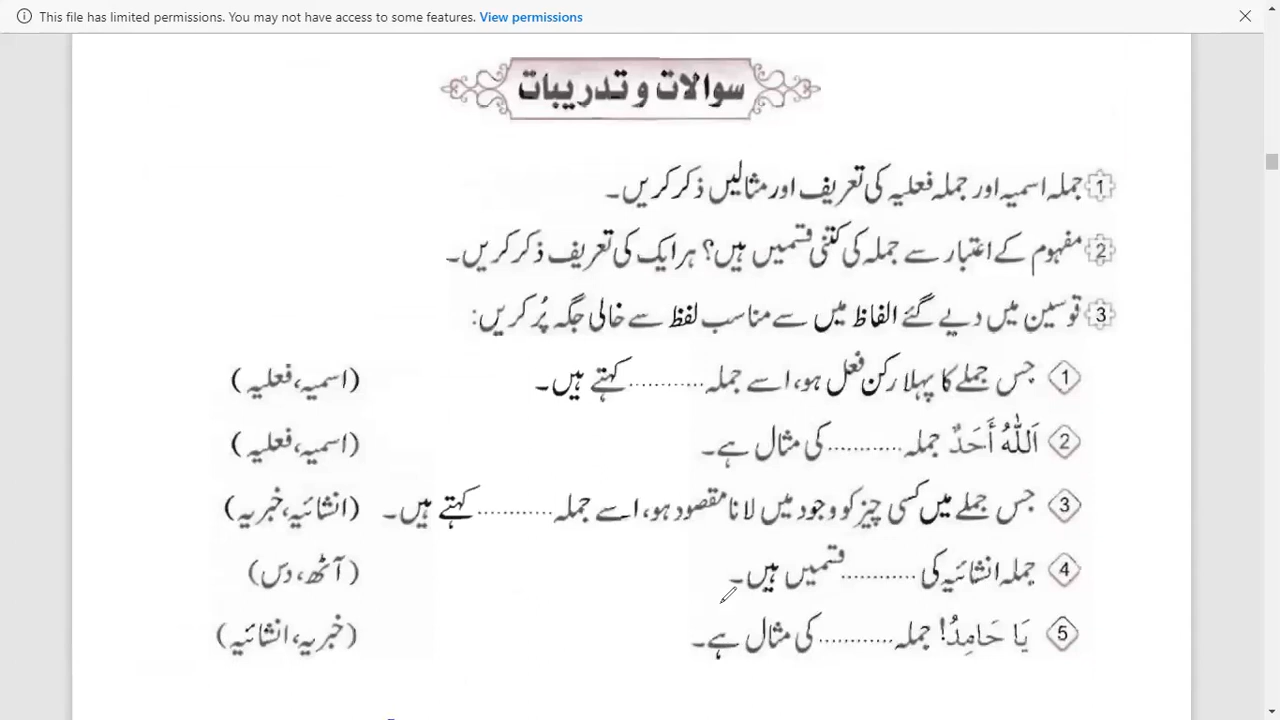 This file has limited permissions. You may not have access to some features. View permissions
سوالات و تدریبات
1 جملہ اسمیہ اور جملہ فعلیہ کی تعریف اور مثالیں ذکر کریں۔
2 مفہوم کے اعتبار سے جملہ کی کتنی قسمیں ہیں؟ ہر ایک کی تعریف ذکر کریں۔
3 قوسین میں دیے گئے الفاظ میں سے مناسب لفظ سے خالی جگہ پُر کریں:
1 جس جملے کا پہلا رکن فعل ہو، اسے جملہ ........... کہتے ہیں۔ (اسمیہ، فعلیہ)
2 اَللّٰهُ أَحَدٌ جملہ ........... کی مثال ہے۔ (اسمیہ، فعلیہ)
3 جس جملے میں کسی چیز کو وجود میں لانا مقصود ہو، اسے جملہ ........... کہتے ہیں۔ (انشائیہ، خبریہ)
4 جملہ انشائیہ کی ........... قسمیں ہیں۔ (آٹھ، دس)
5 يَا حَامِدُ! جملہ ........... کی مثال ہے۔ (خبریہ، انشائیہ)